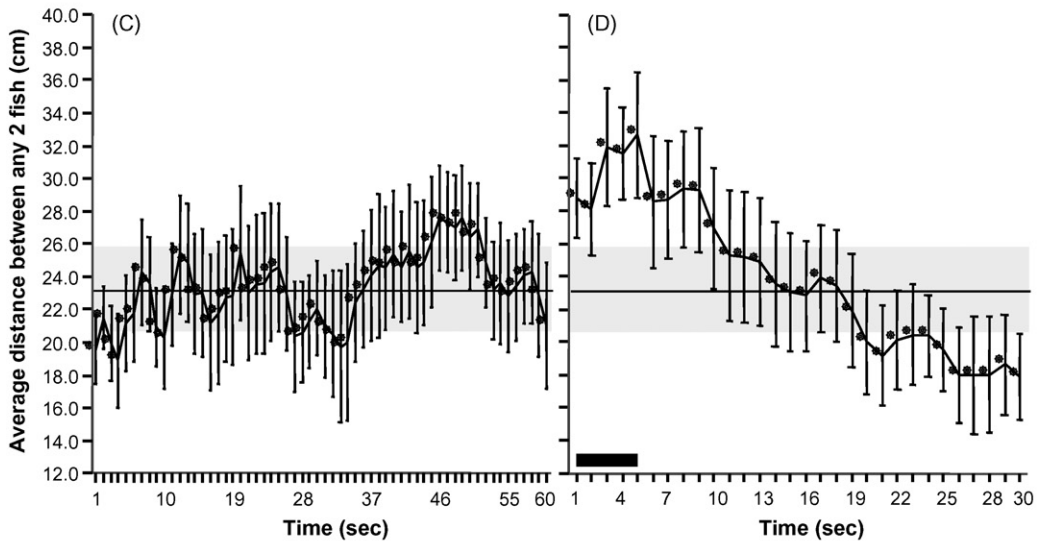 Average distance between any 2 fish (cm)
(C)
(D)
40.0
38.0
36.0
34.0
32.0
30.0
28.0
26.0
24.0
22.0
20.0
18.0
16.0
14.0
12.0
1 10 19 28 37 46 55 60
1 4 7 10 13 16 19 22 25 28 30
Time (sec)
Time (sec)